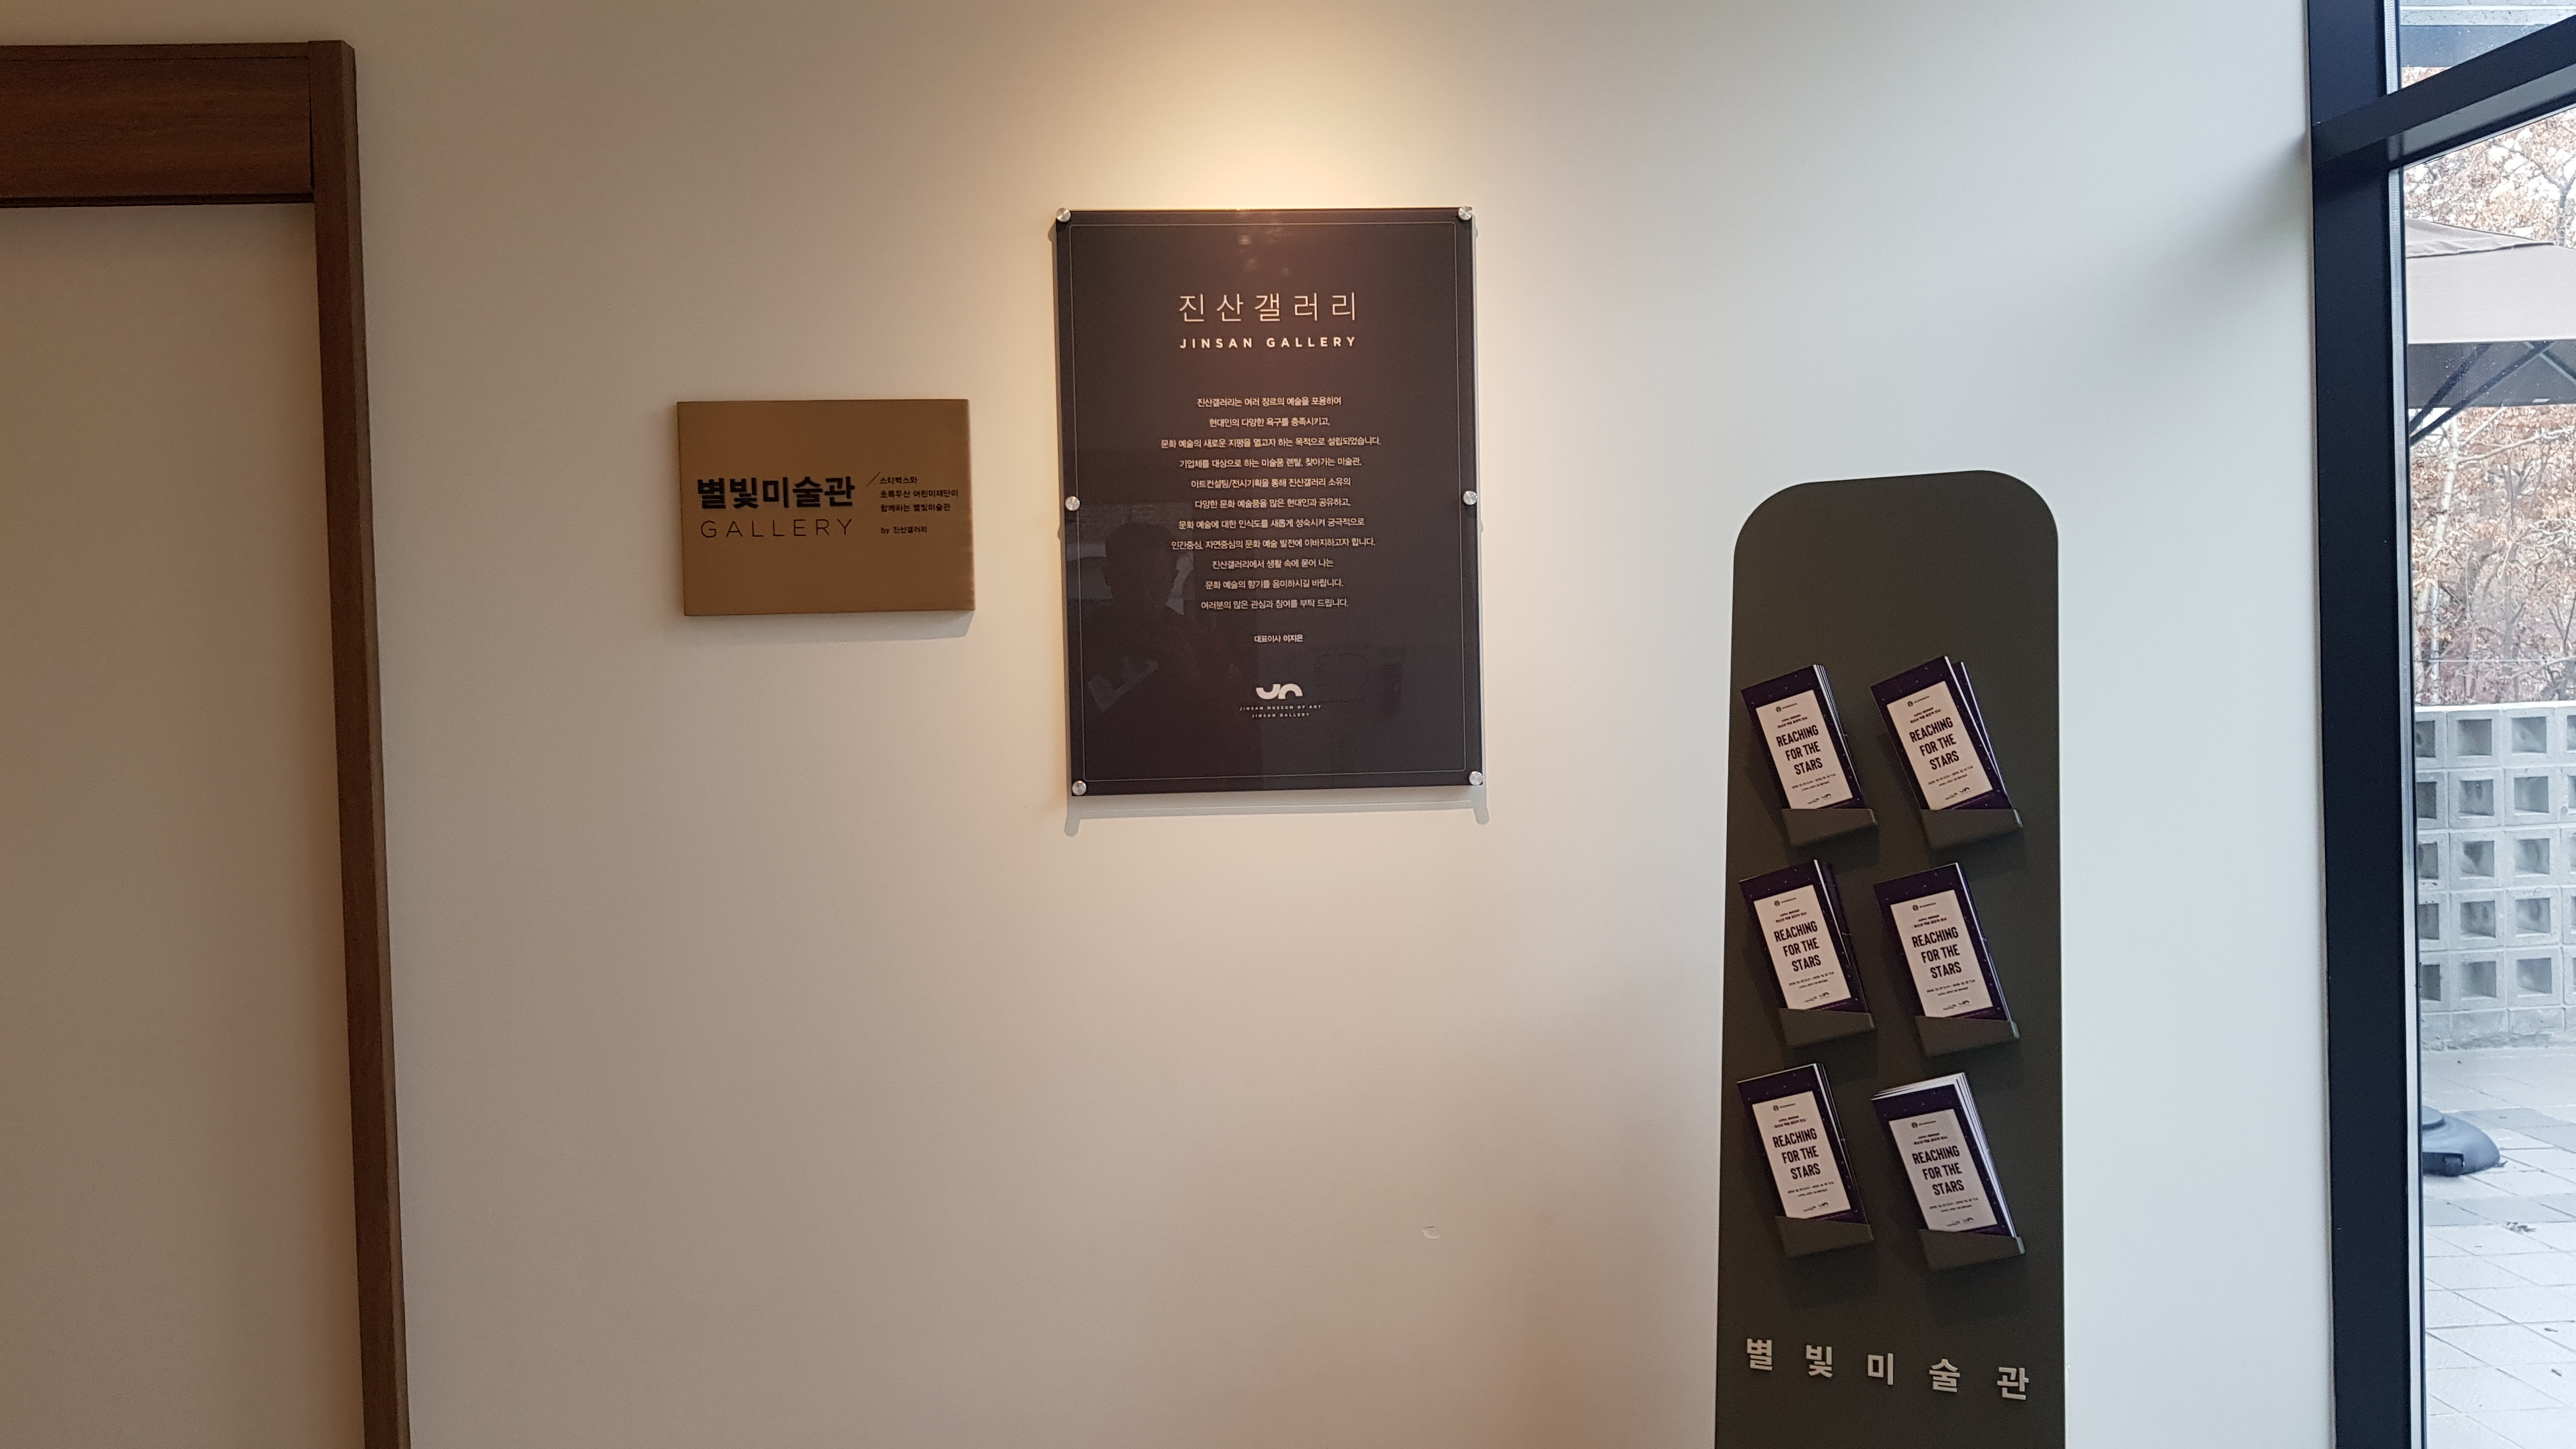 별빛미술관
GALLERY
스타벅스와
초록우산 어린이재단이
함께하는 별빛미술관
by 진산갤러리
진산갤러리
JINSAN GALLERY
진산갤러리는 여러 장르의 예술을 포용하여
현대인의 다양한 욕구를 충족시키고,
문화 예술의 새로운 지평을 열고자 하는 목적으로 설립되었습니다.
기업체를 대상으로 하는 미술품 렌탈, 찾아가는 미술관,
아트컨설팅/전시기획을 통해 진산갤러리 소유의
다양한 문화 예술품을 많은 현대인과 공유하고,
문화 예술에 대한 인식도를 새롭게 성숙시켜 궁극적으로
인간중심, 자연중심의 문화 예술 발전에 이바지하고자 합니다.
진산갤러리에서 생활 속에 묻어 나는
문화 예술의 향기를 음미하시길 바랍니다.
여러분의 많은 관심과 참여를 부탁 드립니다.
대표이사 이지은
JINSAN MUSEUM OF ART
JINSAN GALLERY
REACHING
FOR THE
STARS
REACHING
FOR THE
STARS
REACHING
FOR THE
STARS
REACHING
FOR THE
STARS
REACHING
FOR THE
STARS
REACHING
FOR THE
STARS
별빛미술관